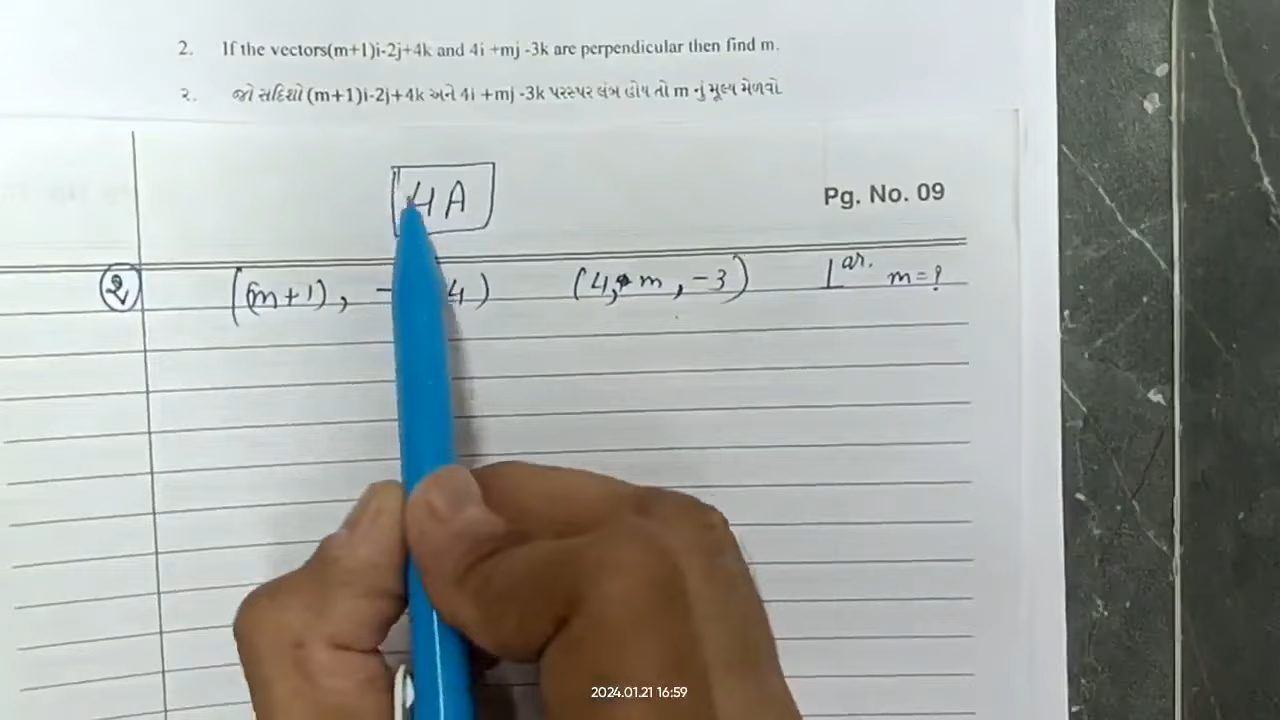 2. If the vectors(m+1)i-2j+4k and 4i +mj -3k are perpendicular then find m.
૨. જો સદિશો (m+1)i-2j+4k અને 4i +mj -3k પરસ્પર લંબ હોય તો m નું મૂલ્ય મેળવો.
4A
Pg. No. 09
2 ((m+1), - 4) (4, m, -3) ⊥ar. m=?
2024.01.21 16:59